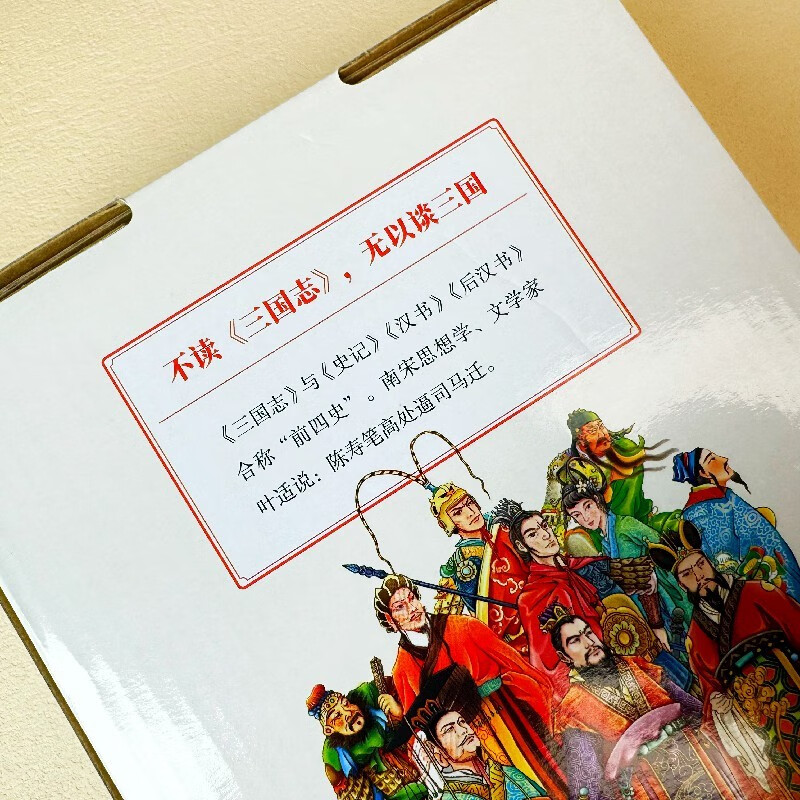 不读《三国志》，无以谈三国
《三国志》与《史记》《汉书》《后汉书》
合称“前四史”。南宋思想学、文学家
叶适说：陈寿笔高处逼司马迁。